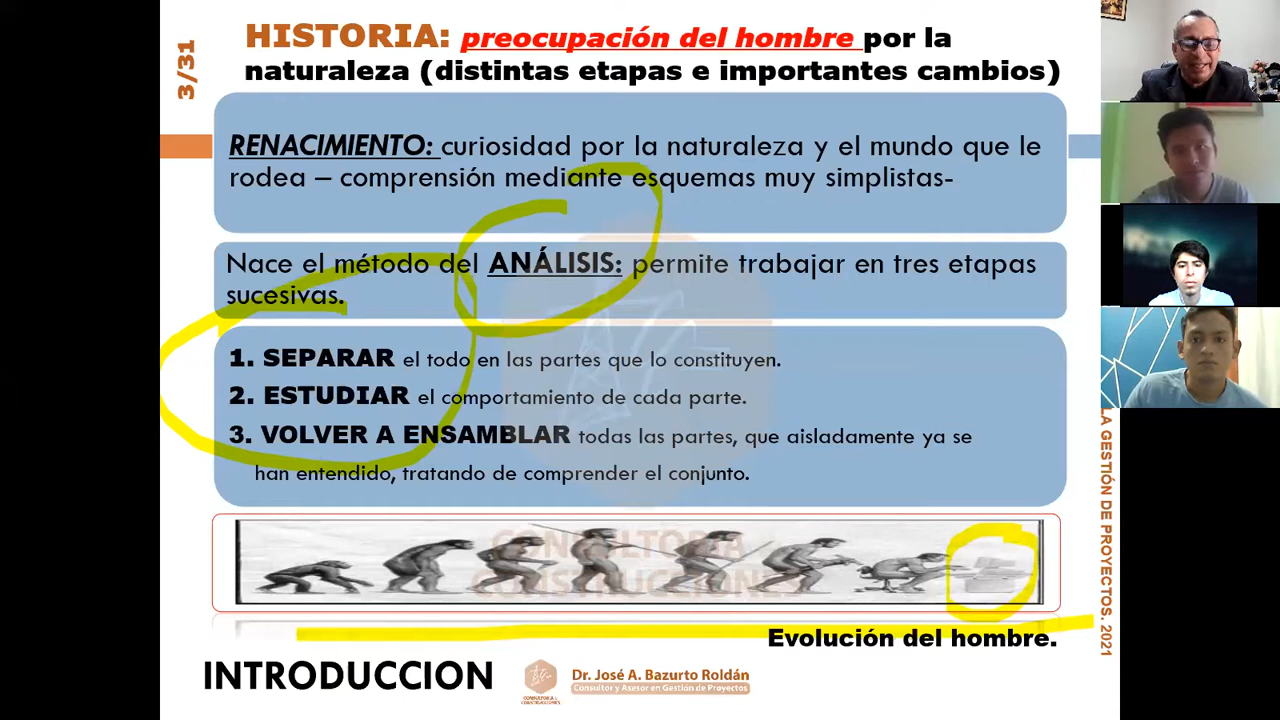 HISTORIA: preocupación del hombre por la
naturaleza (distintas etapas e importantes cambios)
3/31
RENACIMIENTO: curiosidad por la naturaleza y el mundo que le
rodea – comprensión mediante esquemas muy simplistas-
Nace el método del ANÁLISIS: permite trabajar en tres etapas
sucesivas.
1. SEPARAR el todo en las partes que lo constituyen.
2. ESTUDIAR el comportamiento de cada parte.
3. VOLVER A ENSAMBLAR todas las partes, que aisladamente ya se
han entendido, tratando de comprender el conjunto.
CONSULTORIA
CONSTRUCCIONES
Evolución del hombre.
LA GESTIÓN DE PROYECTOS. 2021
INTRODUCCION
Dr. José A. Bazurto Roldán
Consultor y Asesor en Gestión de Proyectos
CONSULTORIA &
CONSTRUCCIONES